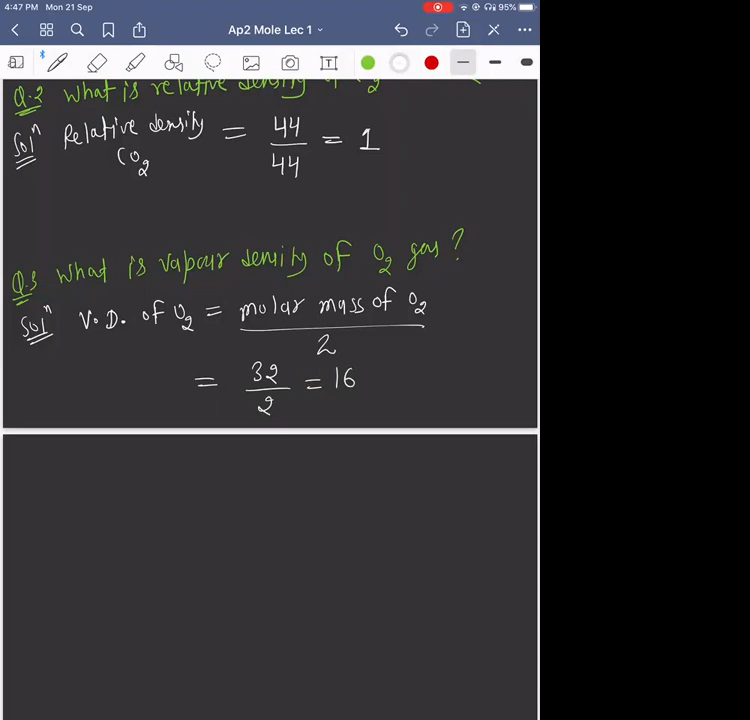 4:47 PM Mon 21 Sep
95%
Ap2 Mole Lec 1
T
Q.2 What is relative density
Solⁿ Relative density CO₂ = 44/44 = 1
Q.3 What is vapour density of O₂ gas?
Solⁿ V.D. of O₂ = molar mass of O₂ / 2
= 32/2 = 16